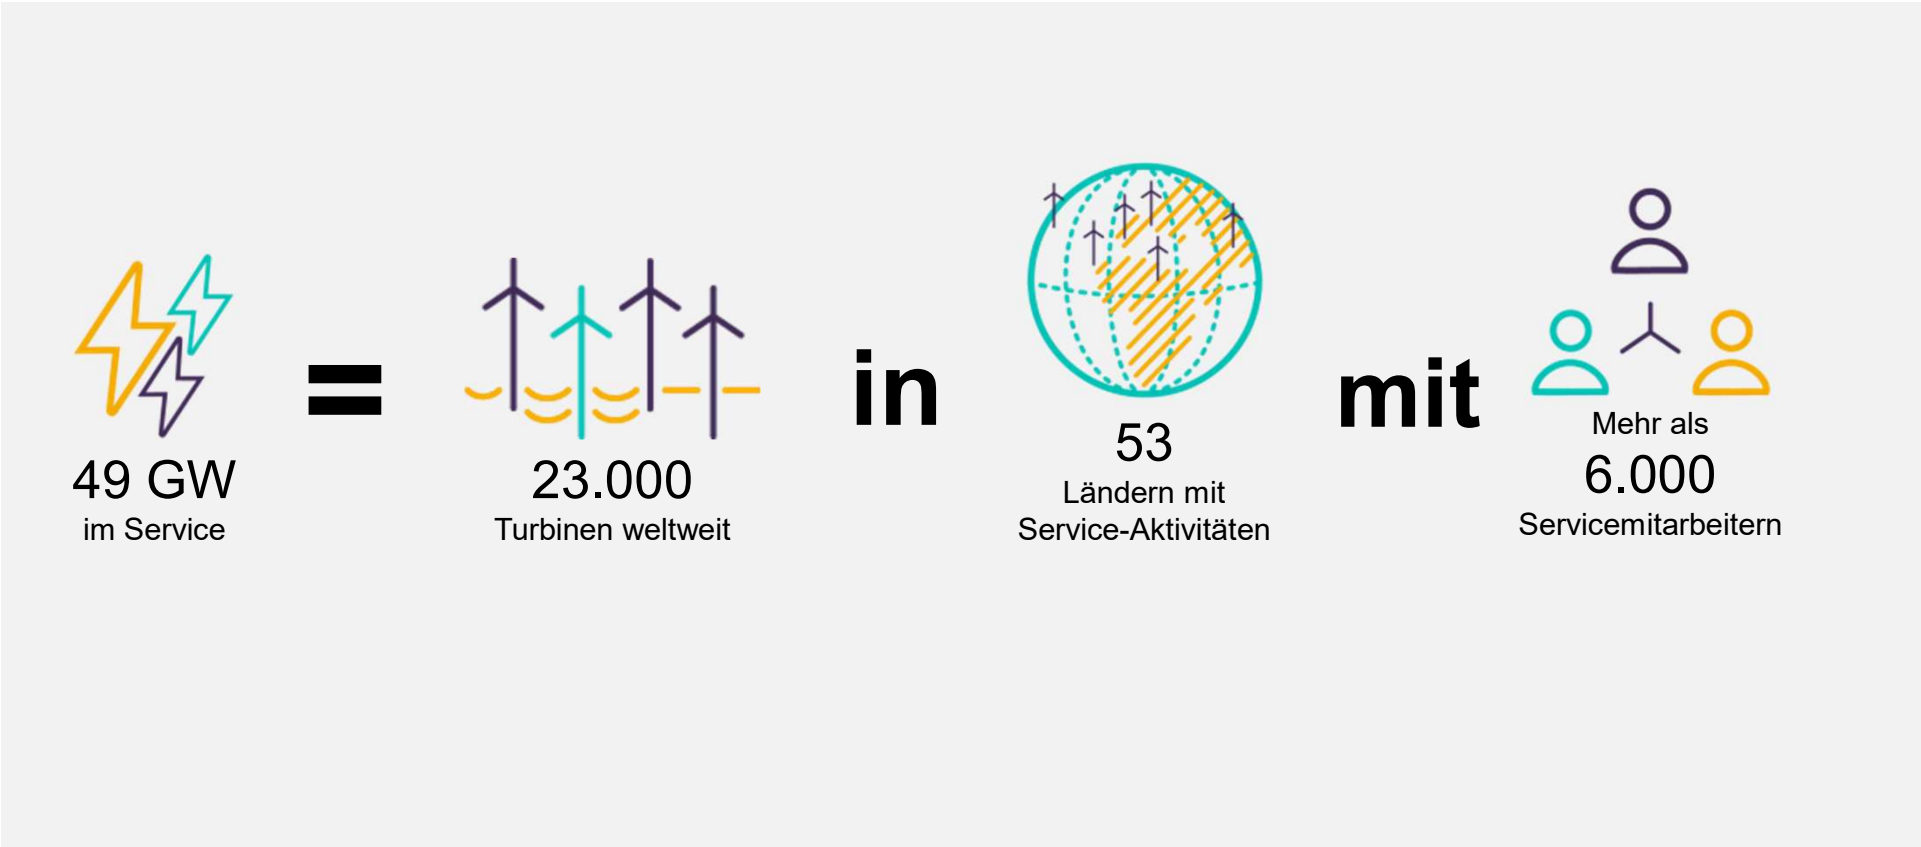 49 GW
im Service
=
23.000
Turbinen weltweit
in
53
Ländern mit
Service-Aktivitäten
mit
Mehr als
6.000
Servicemitarbeitern